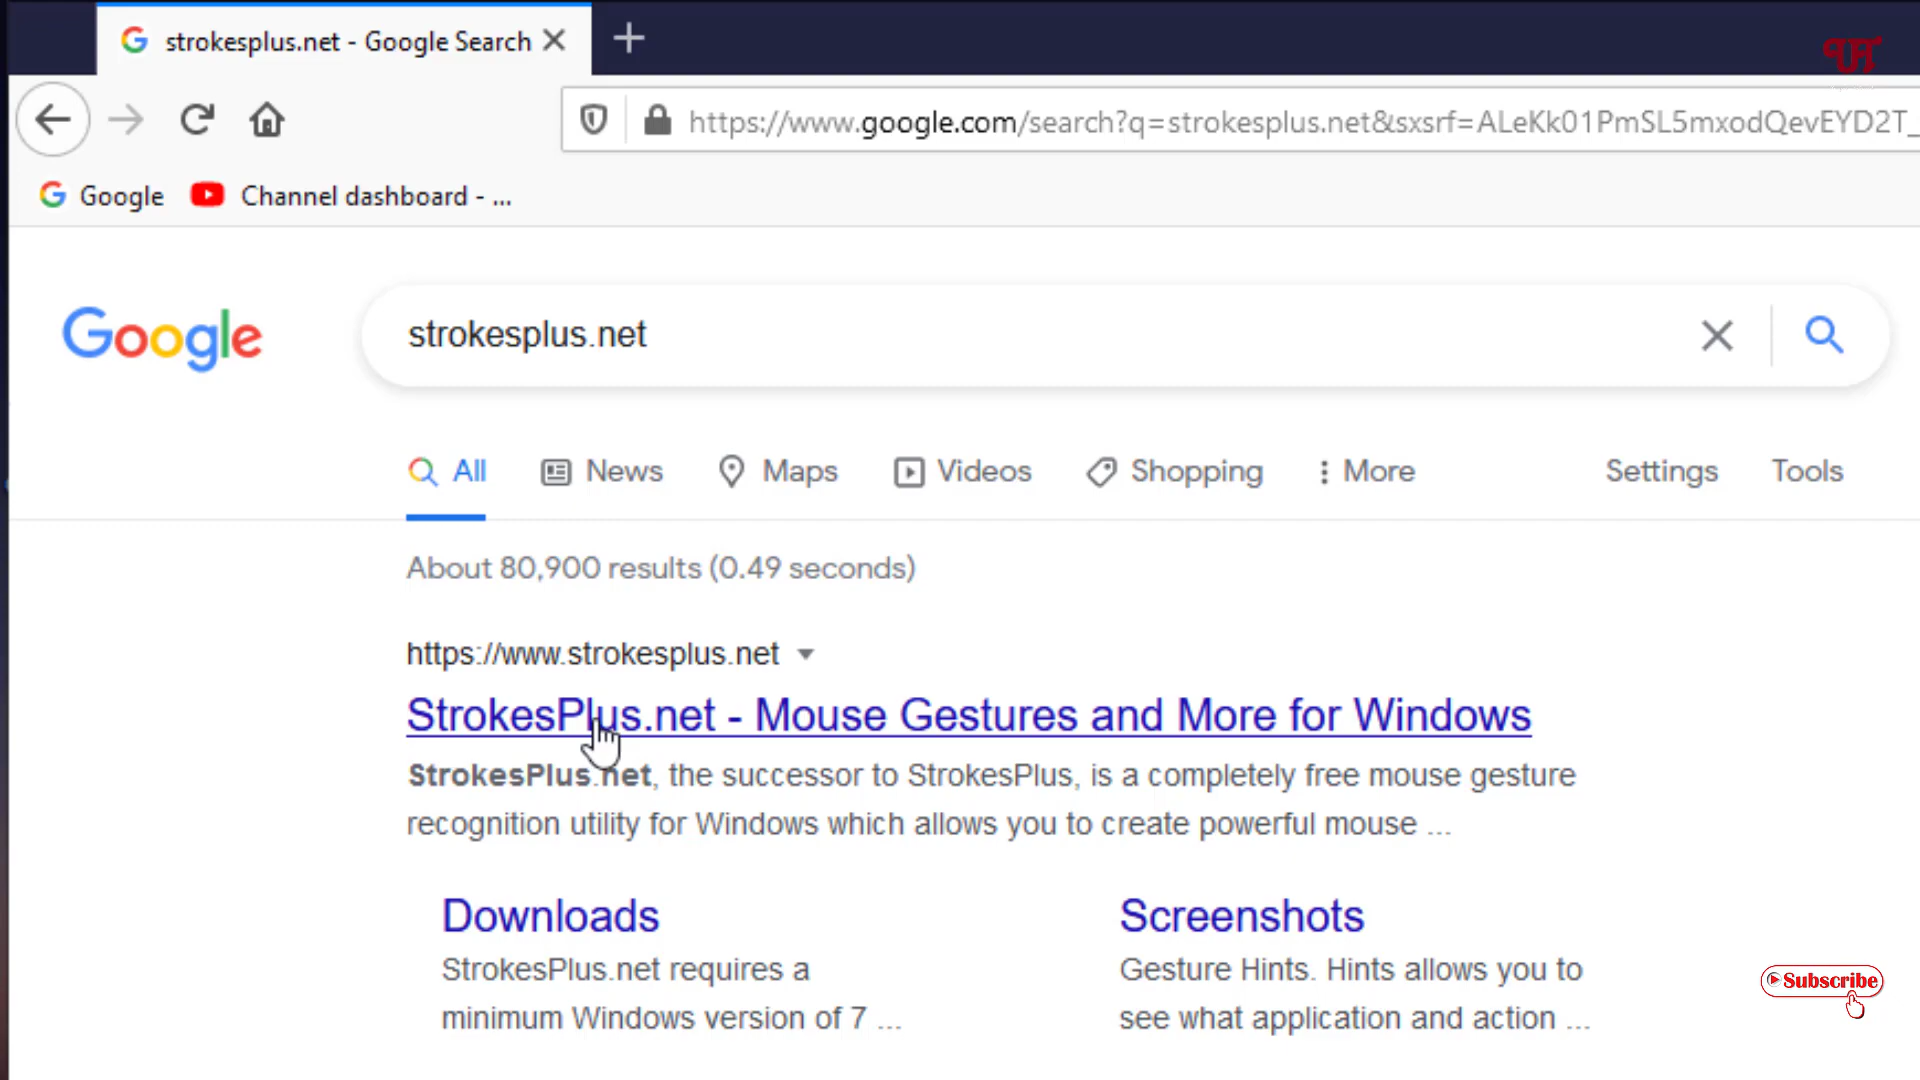 strokesplus.net - Google Search
https://www.google.com/search?q=strokesplus.net&sxsrf=ALeKk01PmSL5mxodQevEYD2T_
Google
Channel dashboard - ...
Google
strokesplus.net
All
News
Maps
Videos
Shopping
More
Settings
Tools
About 80,900 results (0.49 seconds)
https://www.strokesplus.net
StrokesPlus.net - Mouse Gestures and More for Windows
StrokesPlus.net, the successor to StrokesPlus, is a completely free mouse gesture
recognition utility for Windows which allows you to create powerful mouse ...
Downloads
StrokesPlus.net requires a
minimum Windows version of 7 ...
Screenshots
Gesture Hints. Hints allows you to
see what application and action ...
Subscribe